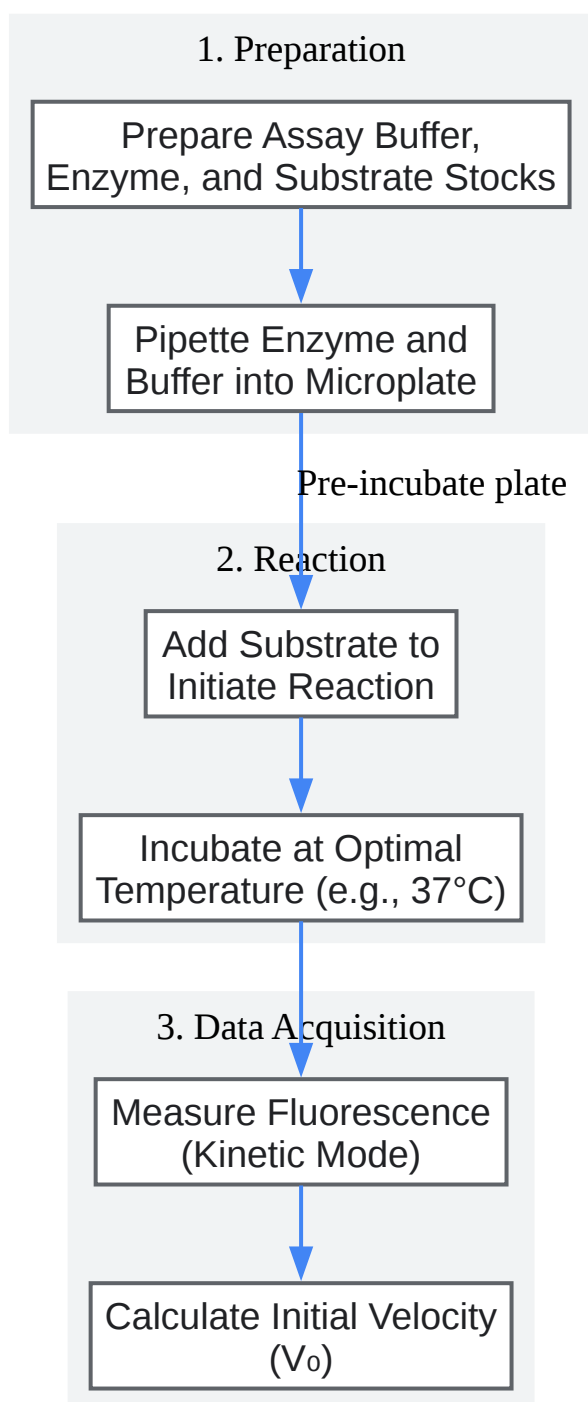 1. Preparation
Prepare Assay Buffer,
Enzyme, and Substrate Stocks
Pipette Enzyme and
Buffer into Microplate
Pre-incubate plate
2. Reaction
Add Substrate to
Initiate Reaction
Incubate at Optimal
Temperature (e.g., 37°C)
3. Data Acquisition
Measure Fluorescence
(Kinetic Mode)
Calculate Initial Velocity
(V₀)